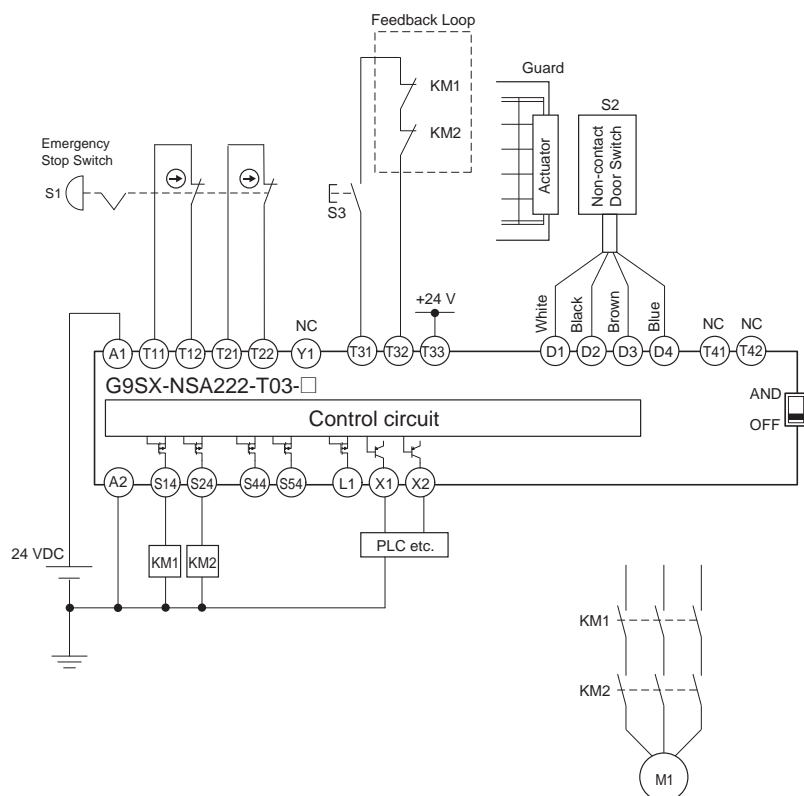 Feedback Loop
KM1
KM2
Guard
Actuator
S2
Non-contact
Door Switch
Emergency
Stop Switch
S1
S3
+24 V
White
Black
Brown
Blue
NC
NC
NC
A1
T11
T12
T21
T22
Y1
T31
T32
T33
D1
D2
D3
D4
T41
T42
G9SX-NSA222-T03-□
Control circuit
AND
OFF
A2
S14
S24
S44
S54
L1
X1
X2
24 VDC
KM1
KM2
PLC etc.
KM1
KM2
M1